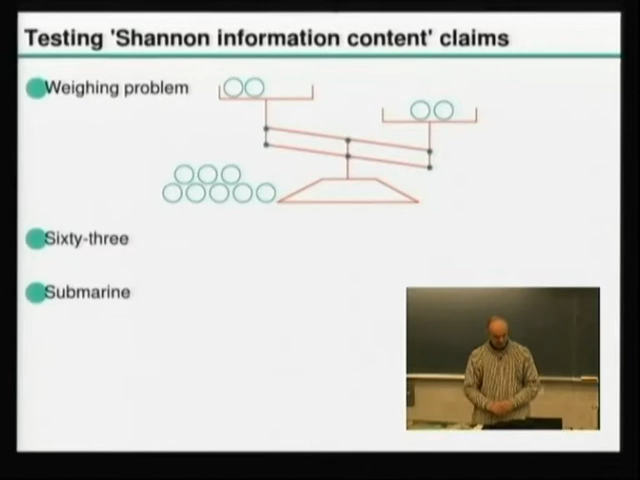 Testing 'Shannon information content' claims
Weighing problem
Sixty-three
Submarine